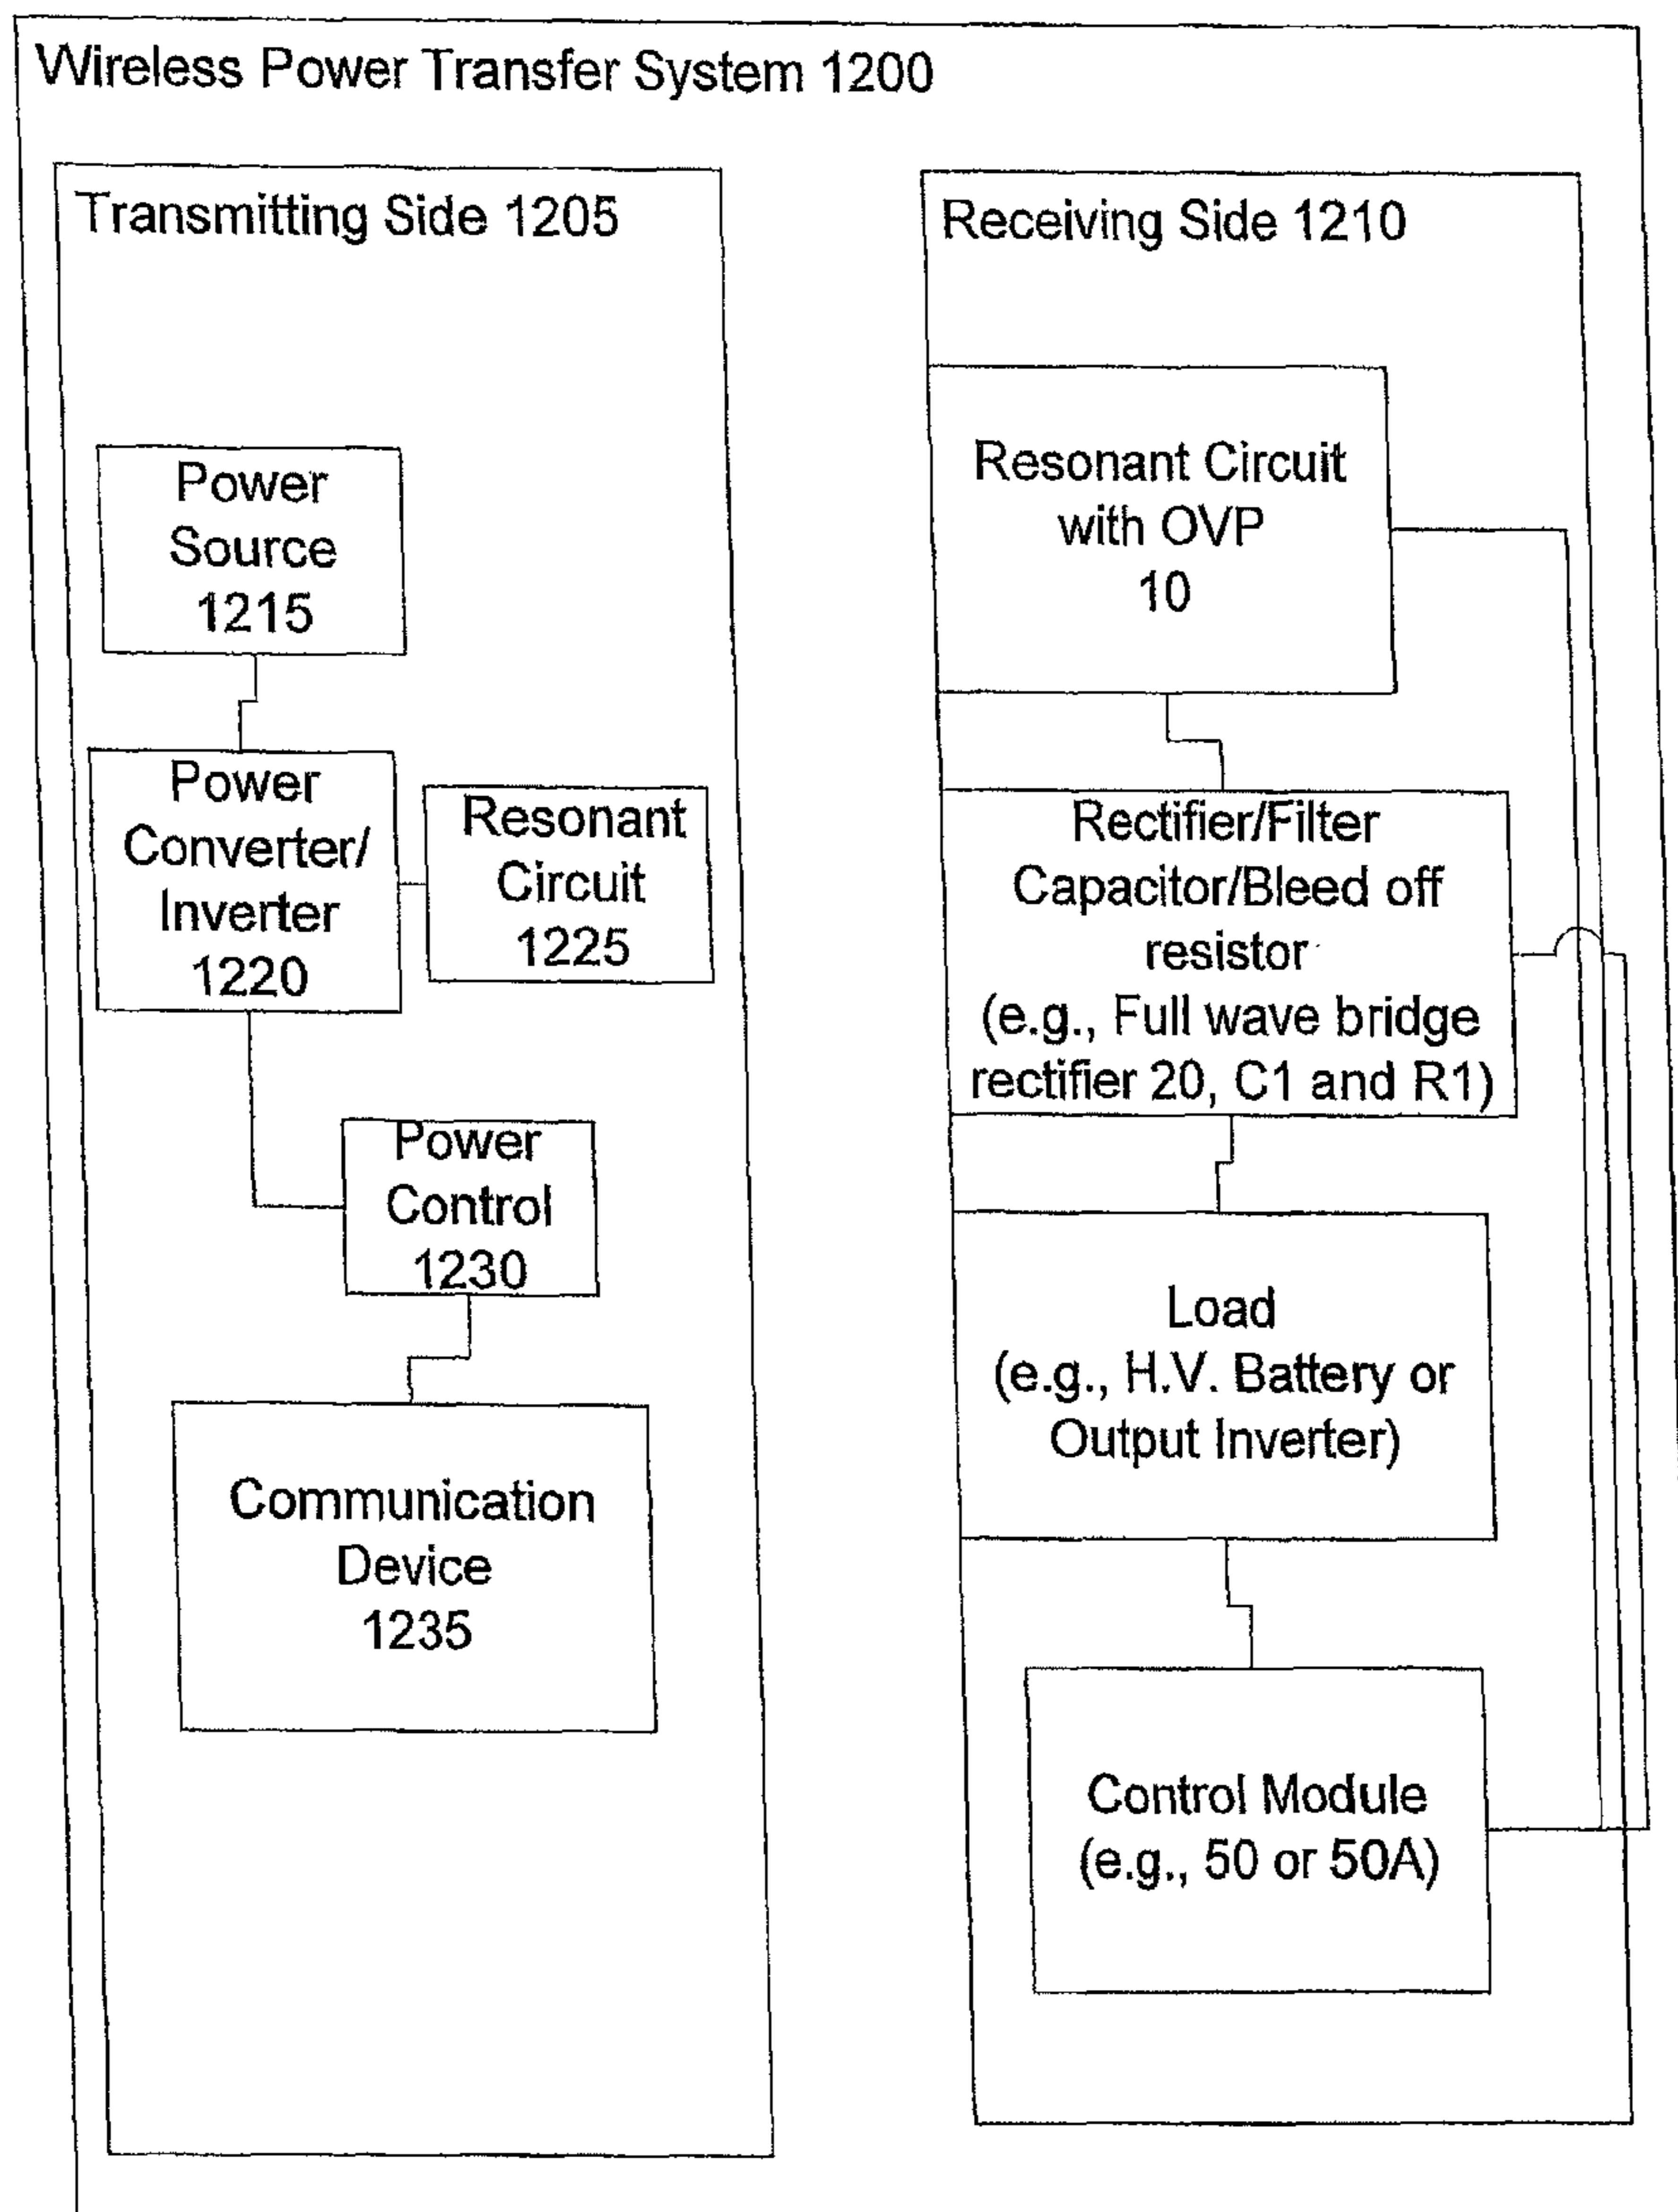 Wireless Power Transfer System 1200
Transmitting Side 1205
Power
Source
1215
Power
Converter/
Inverter
1220
Resonant
Circuit
1225
Power
Control
1230
Communication
Device
1235
Receiving Side 1210
Resonant Circuit
with OVP
10
Rectifier/Filter
Capacitor/Bleed off
resistor
(e.g., Full wave bridge
rectifier 20, C1 and R1)
Load
(e.g., H.V. Battery or
Output Inverter)
Control Module
(e.g., 50 or 50A)